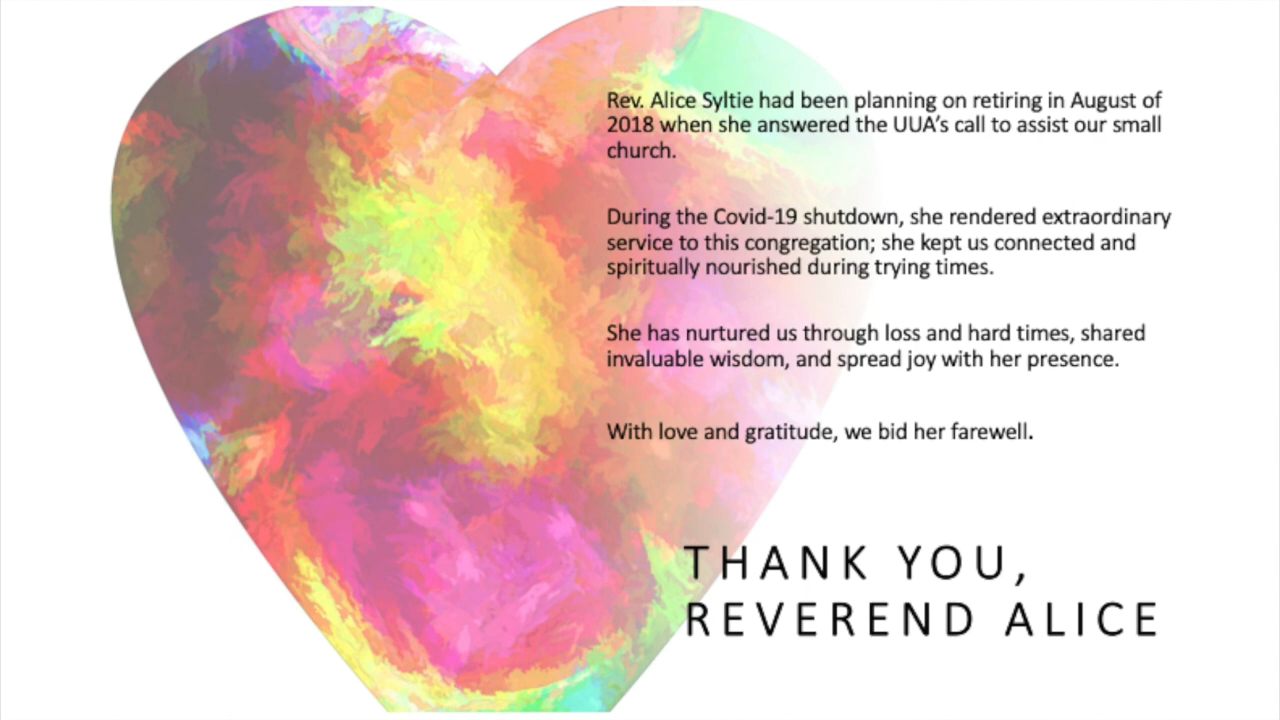 Rev. Alice Syltie had been planning on retiring in August of
2018 when she answered the UUA's call to assist our small
church.
During the Covid-19 shutdown, she rendered extraordinary
service to this congregation; she kept us connected and
spiritually nourished during trying times.
She has nurtured us through loss and hard times, shared
invaluable wisdom, and spread joy with her presence.
With love and gratitude, we bid her farewell.
THANK YOU,
REVEREND ALICE